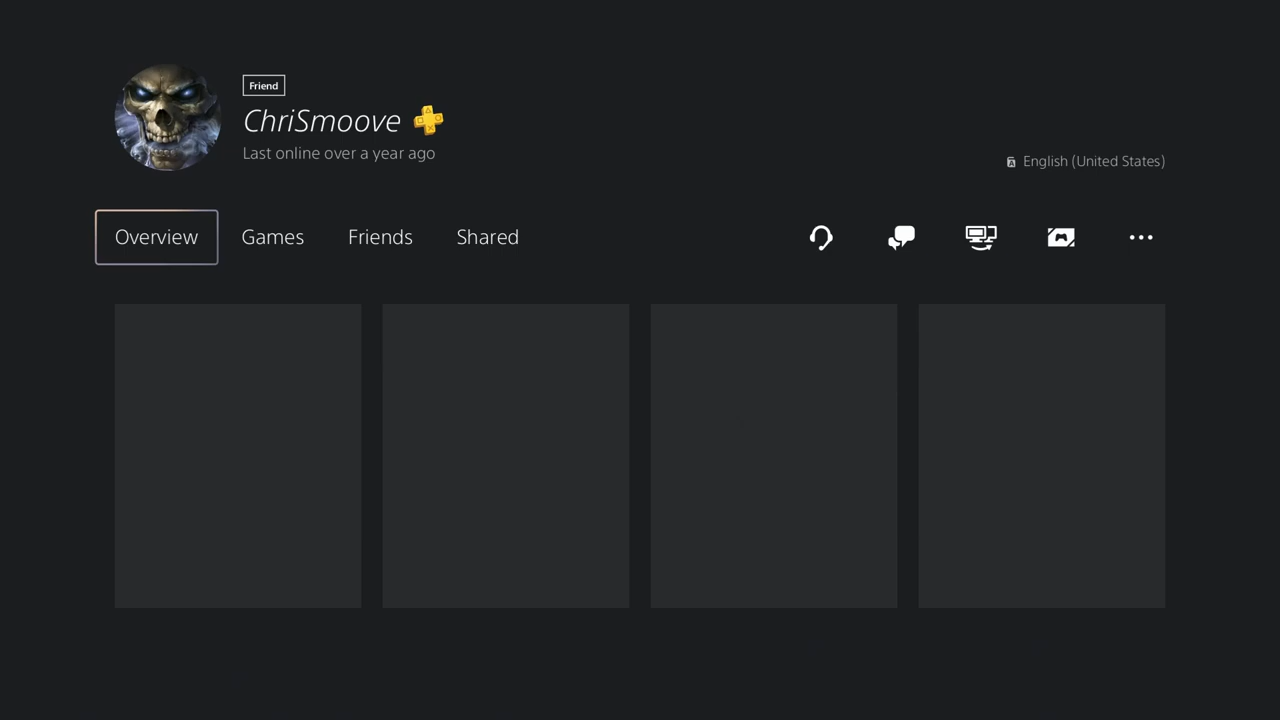 Friend
ChriSmoove
Last online over a year ago
English (United States)
Overview
Games
Friends
Shared